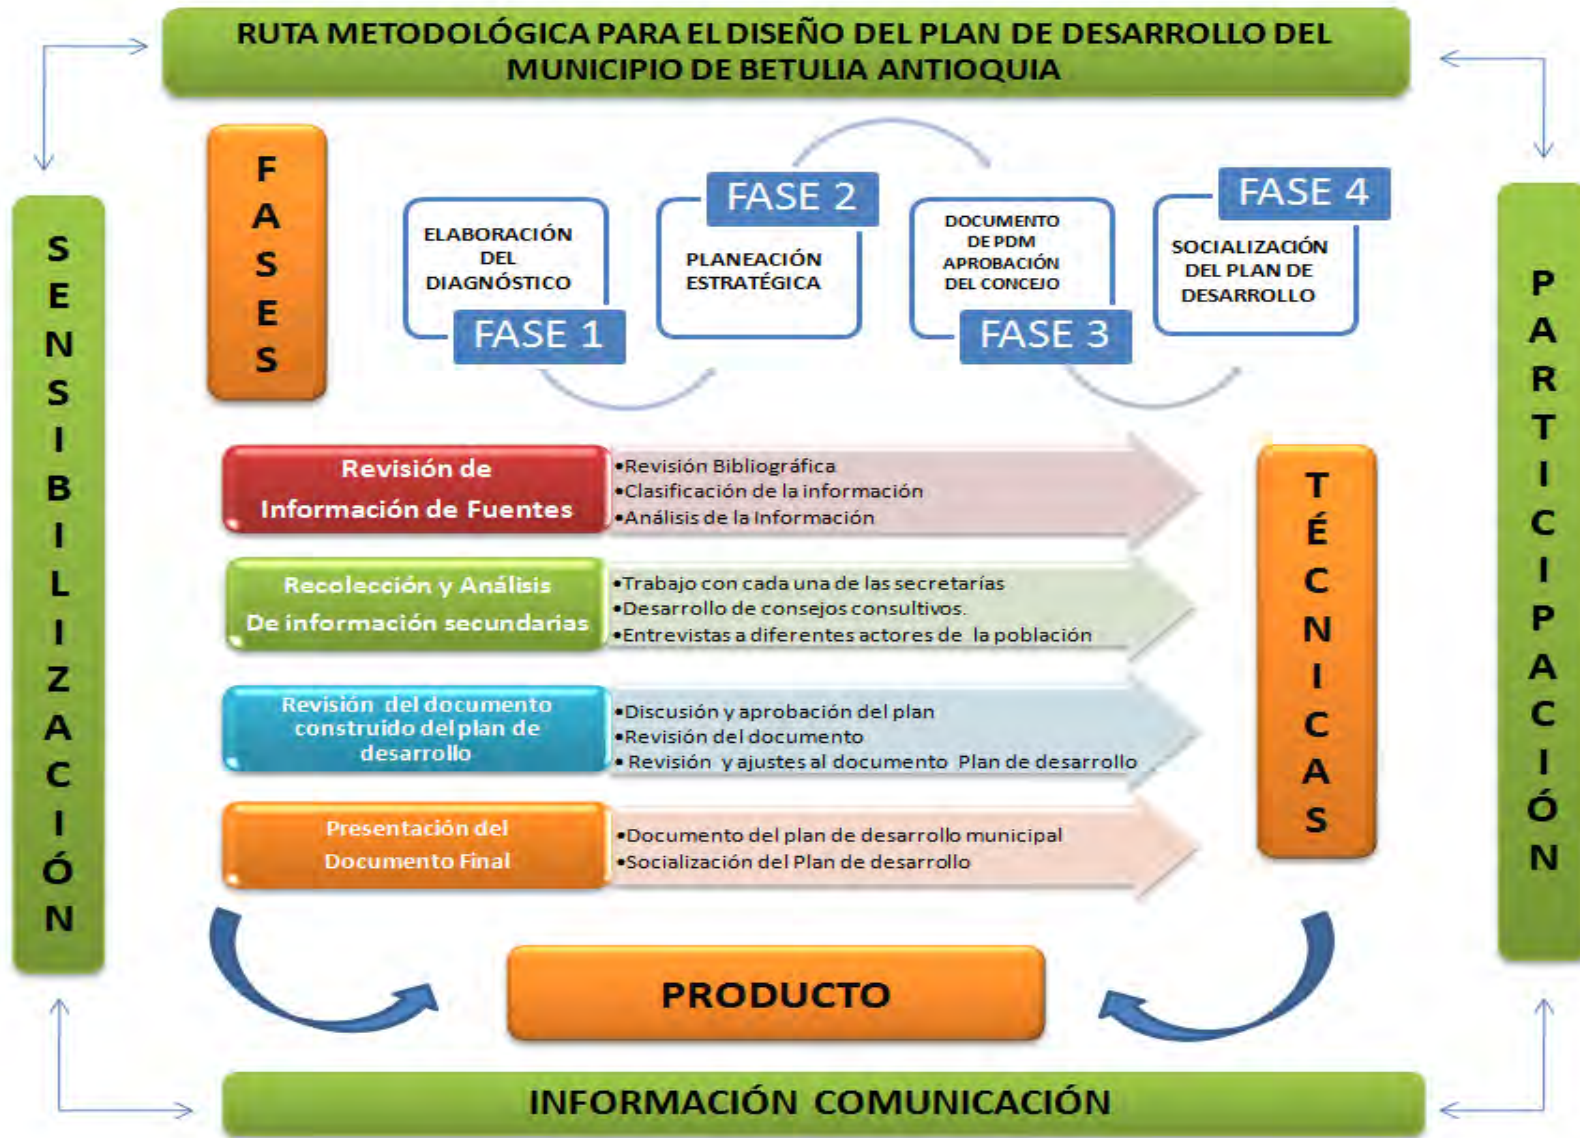 RUTA METODOLÓGICA PARA EL DISEÑO DEL PLAN DE DESARROLLO DEL
MUNICIPIO DE BETULIA ANTIOQUIA
SENSIBILIZACIÓN
FASES
ELABORACIÓN
DEL
DIAGNÓSTICO
FASE 1
FASE 2
PLANEACIÓN
ESTRATÉGICA
DOCUMENTO
DE PDM
APROBACIÓN
DEL CONCEJO
FASE 3
FASE 4
SOCIALIZACIÓN
DEL PLAN DE
DESARROLLO
PARTICIPACIÓN
Revisión de
Información de Fuentes
•Revisión Bibliográfica
•Clasificación de la información
•Análisis de la Información
TÉCNICAS
Recolección y Análisis
De información secundarias
•Trabajo con cada una de las secretarías
•Desarrollo de consejos consultivos.
•Entrevistas a diferentes actores de la población
Revisión del documento
construido del plan de
desarrollo
•Discusión y aprobación del plan
•Revisión del documento
• Revisión y ajustes al documento Plan de desarrollo
Presentación del
Documento Final
•Documento del plan de desarrollo municipal
•Socialización del Plan de desarrollo
PRODUCTO
INFORMACIÓN COMUNICACIÓN